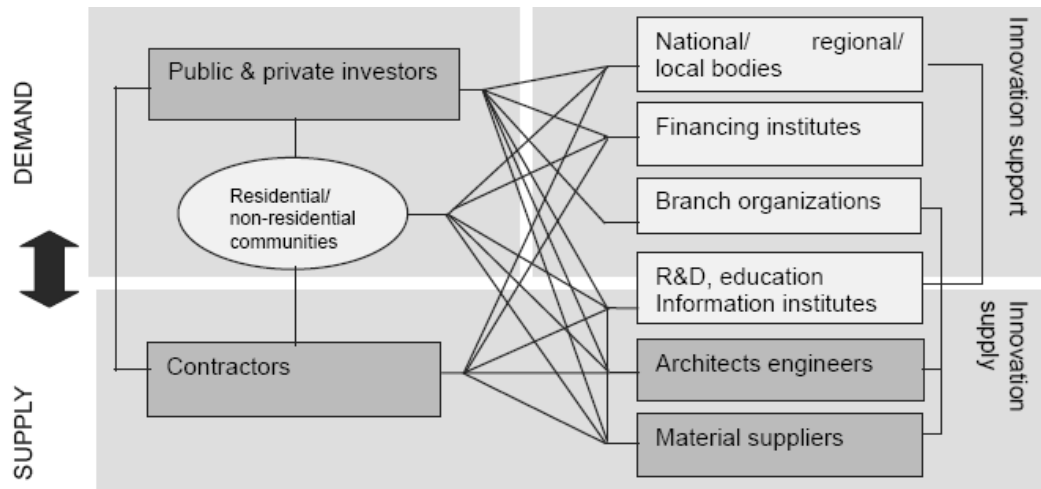 DEMAND
SUPPLY
Public & private investors
Residential/
non-residential
communities
Contractors
National/ regional/
local bodies
Financing institutes
Branch organizations
R&D, education
Information institutes
Architects engineers
Material suppliers
Innovation support
Innovation
supply